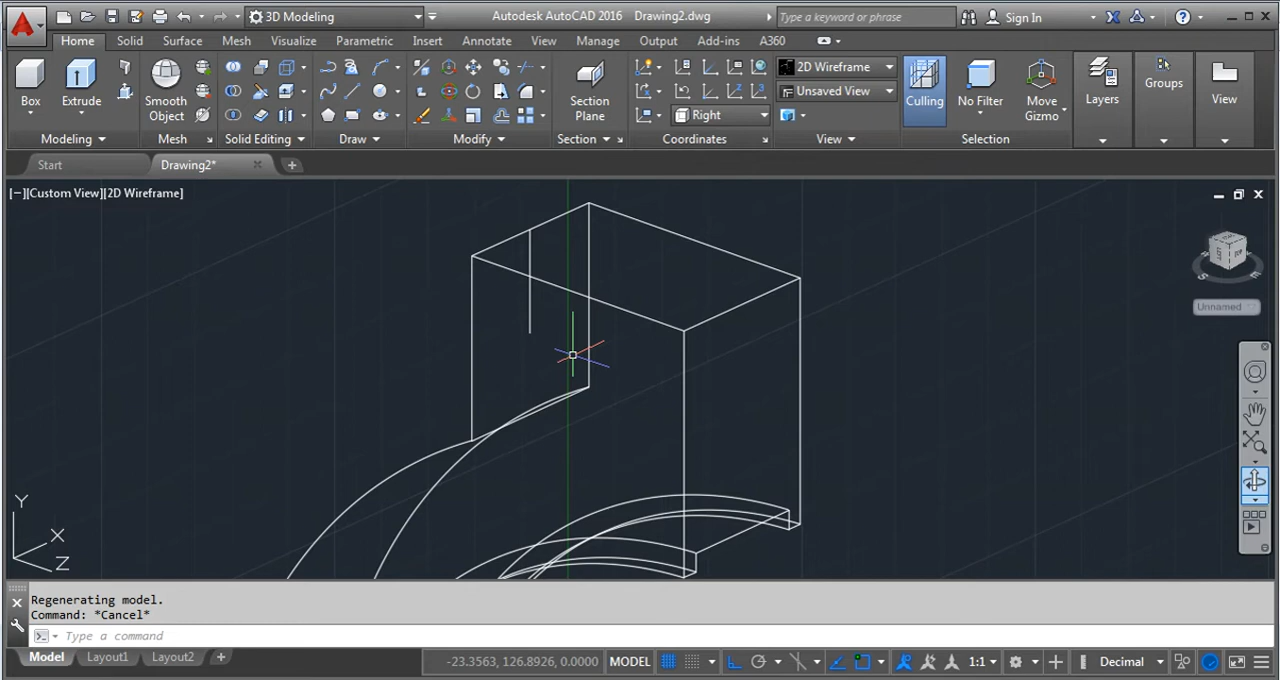 3D Modeling
Autodesk AutoCAD 2016 Drawing2.dwg
Type a keyword or phrase
Sign In
Home Solid Surface Mesh Visualize Parametric Insert Annotate View Manage Output Add-ins A360
Box
Extrude
Smooth
Object
Section
Plane
Right
2D Wireframe
Unsaved View
Culling
No Filter
Move
Gizmo
Layers
Groups
View
Modeling
Mesh
Solid Editing
Draw
Modify
Section
Coordinates
View
Selection
Start
Drawing2*
[−][Custom View][2D Wireframe]
Unnamed
Y
X
Z
Regenerating model.
Command: *Cancel*
Type a command
Model Layout1 Layout2
-23.3563, 126.8926, 0.0000 MODEL 1:1 Decimal